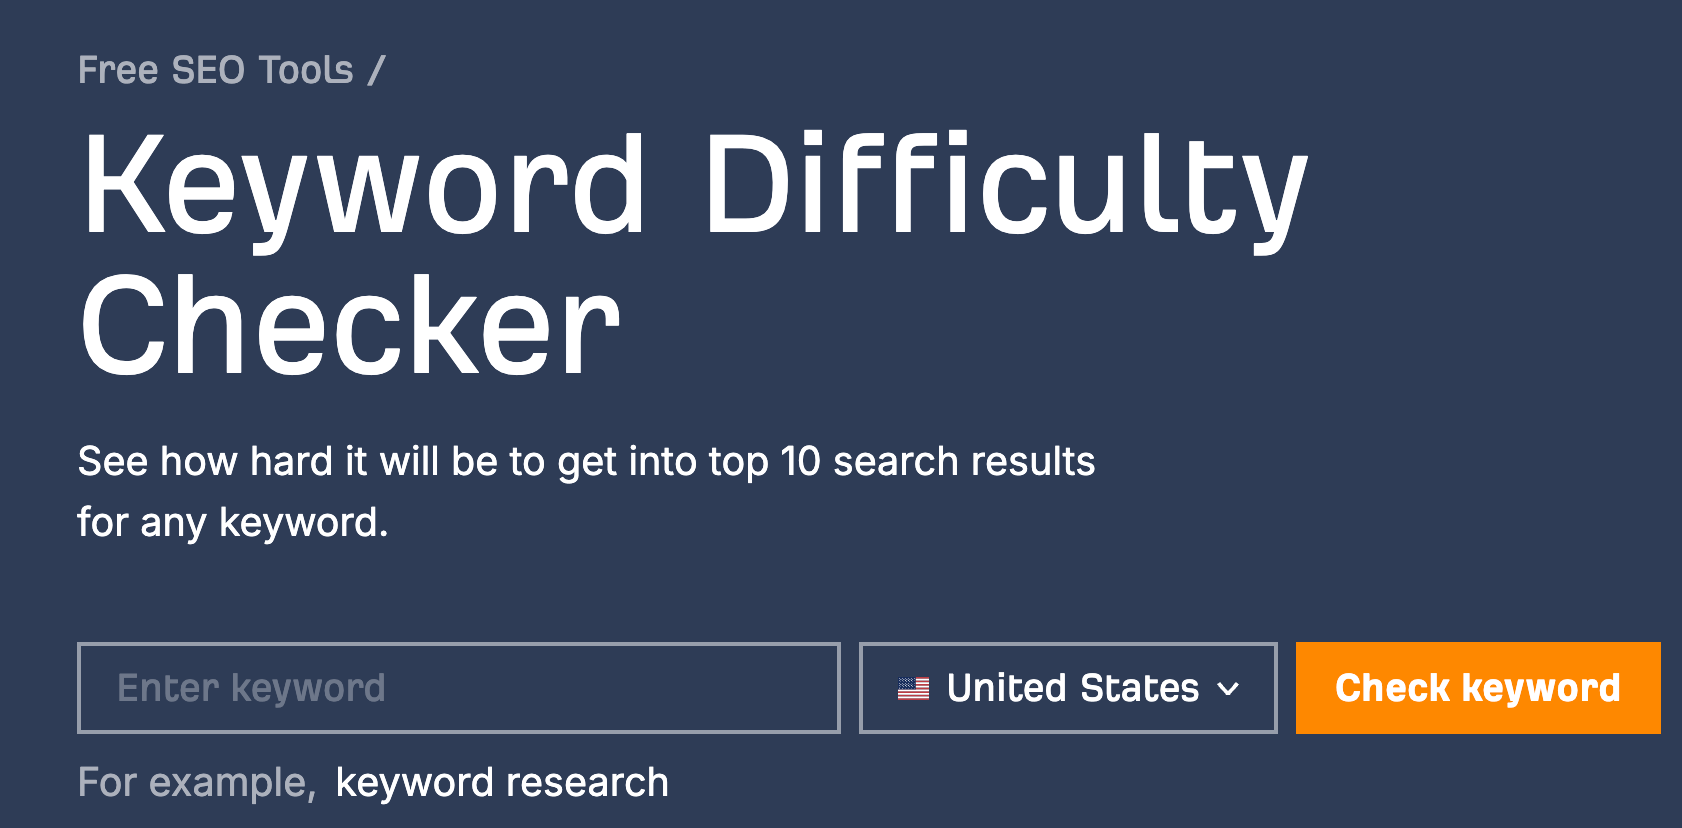 Free SEO Tools /
Keyword Difficulty
Checker
See how hard it will be to get into top 10 search results
for any keyword.
Enter keyword
United States
Check keyword
For example, keyword research